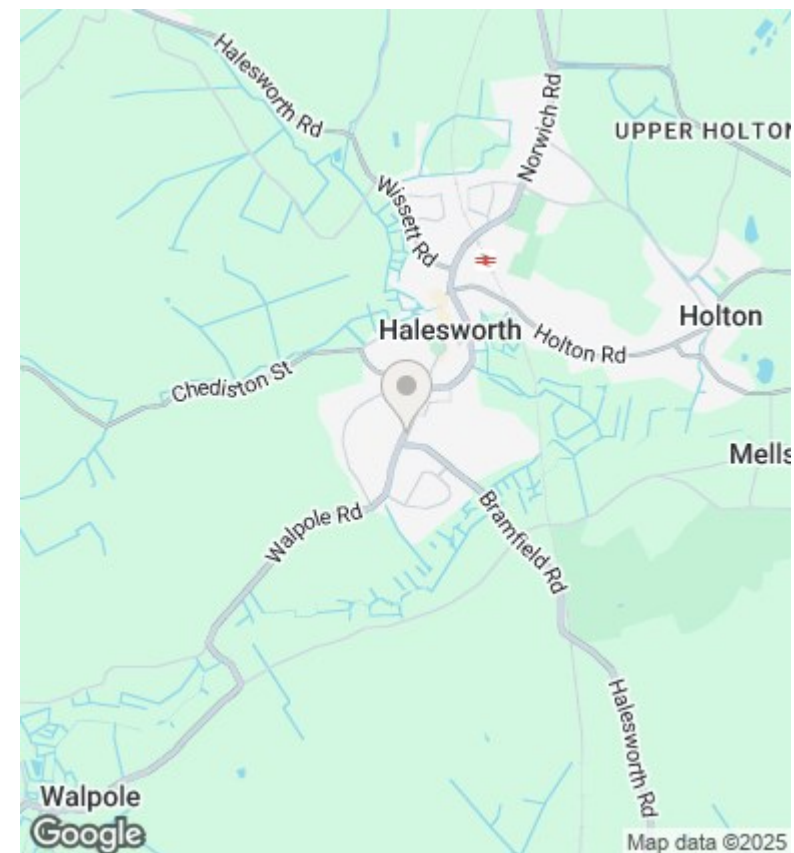 Halesworth Rd
Norwich Rd
UPPER HOLTON
Wissett Rd
Halesworth
Holton Rd
Holton
Chediston St
Mells
Walpole Rd
Bramfield Rd
Halesworth Rd
Walpole
Google
Map data ©2025